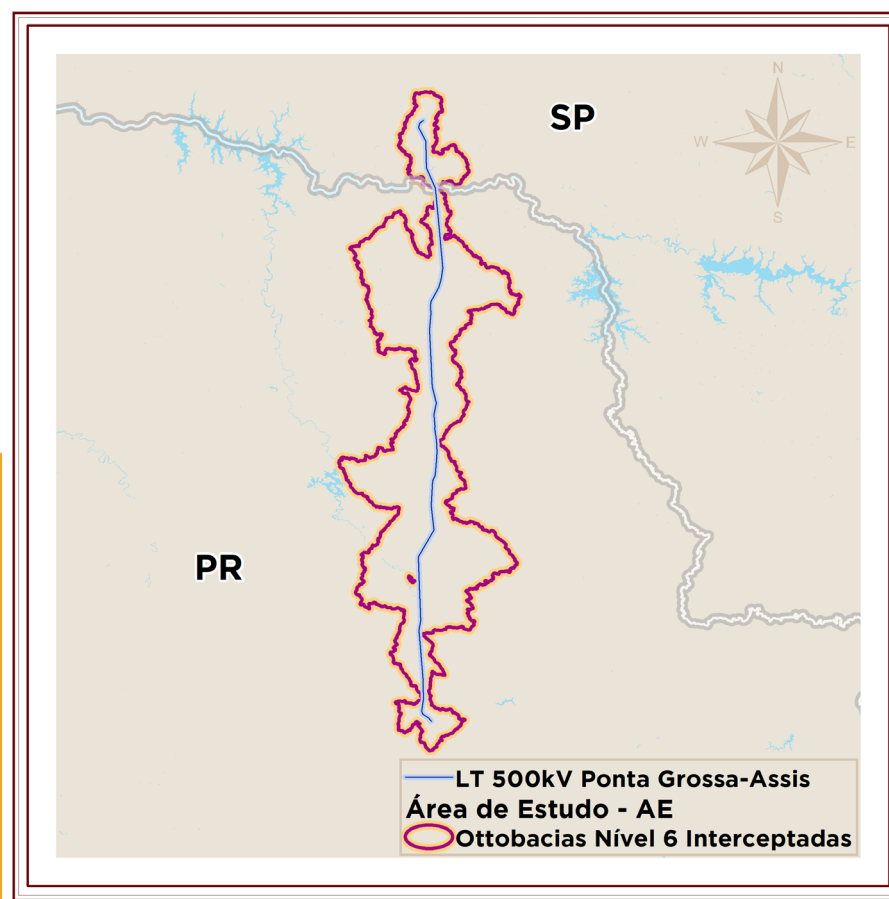 SP
N
W
E
S
PR
LT 500kV Ponta Grossa-Assis
Área de Estudo - AE
Ottobacias Nível 6 Interceptadas